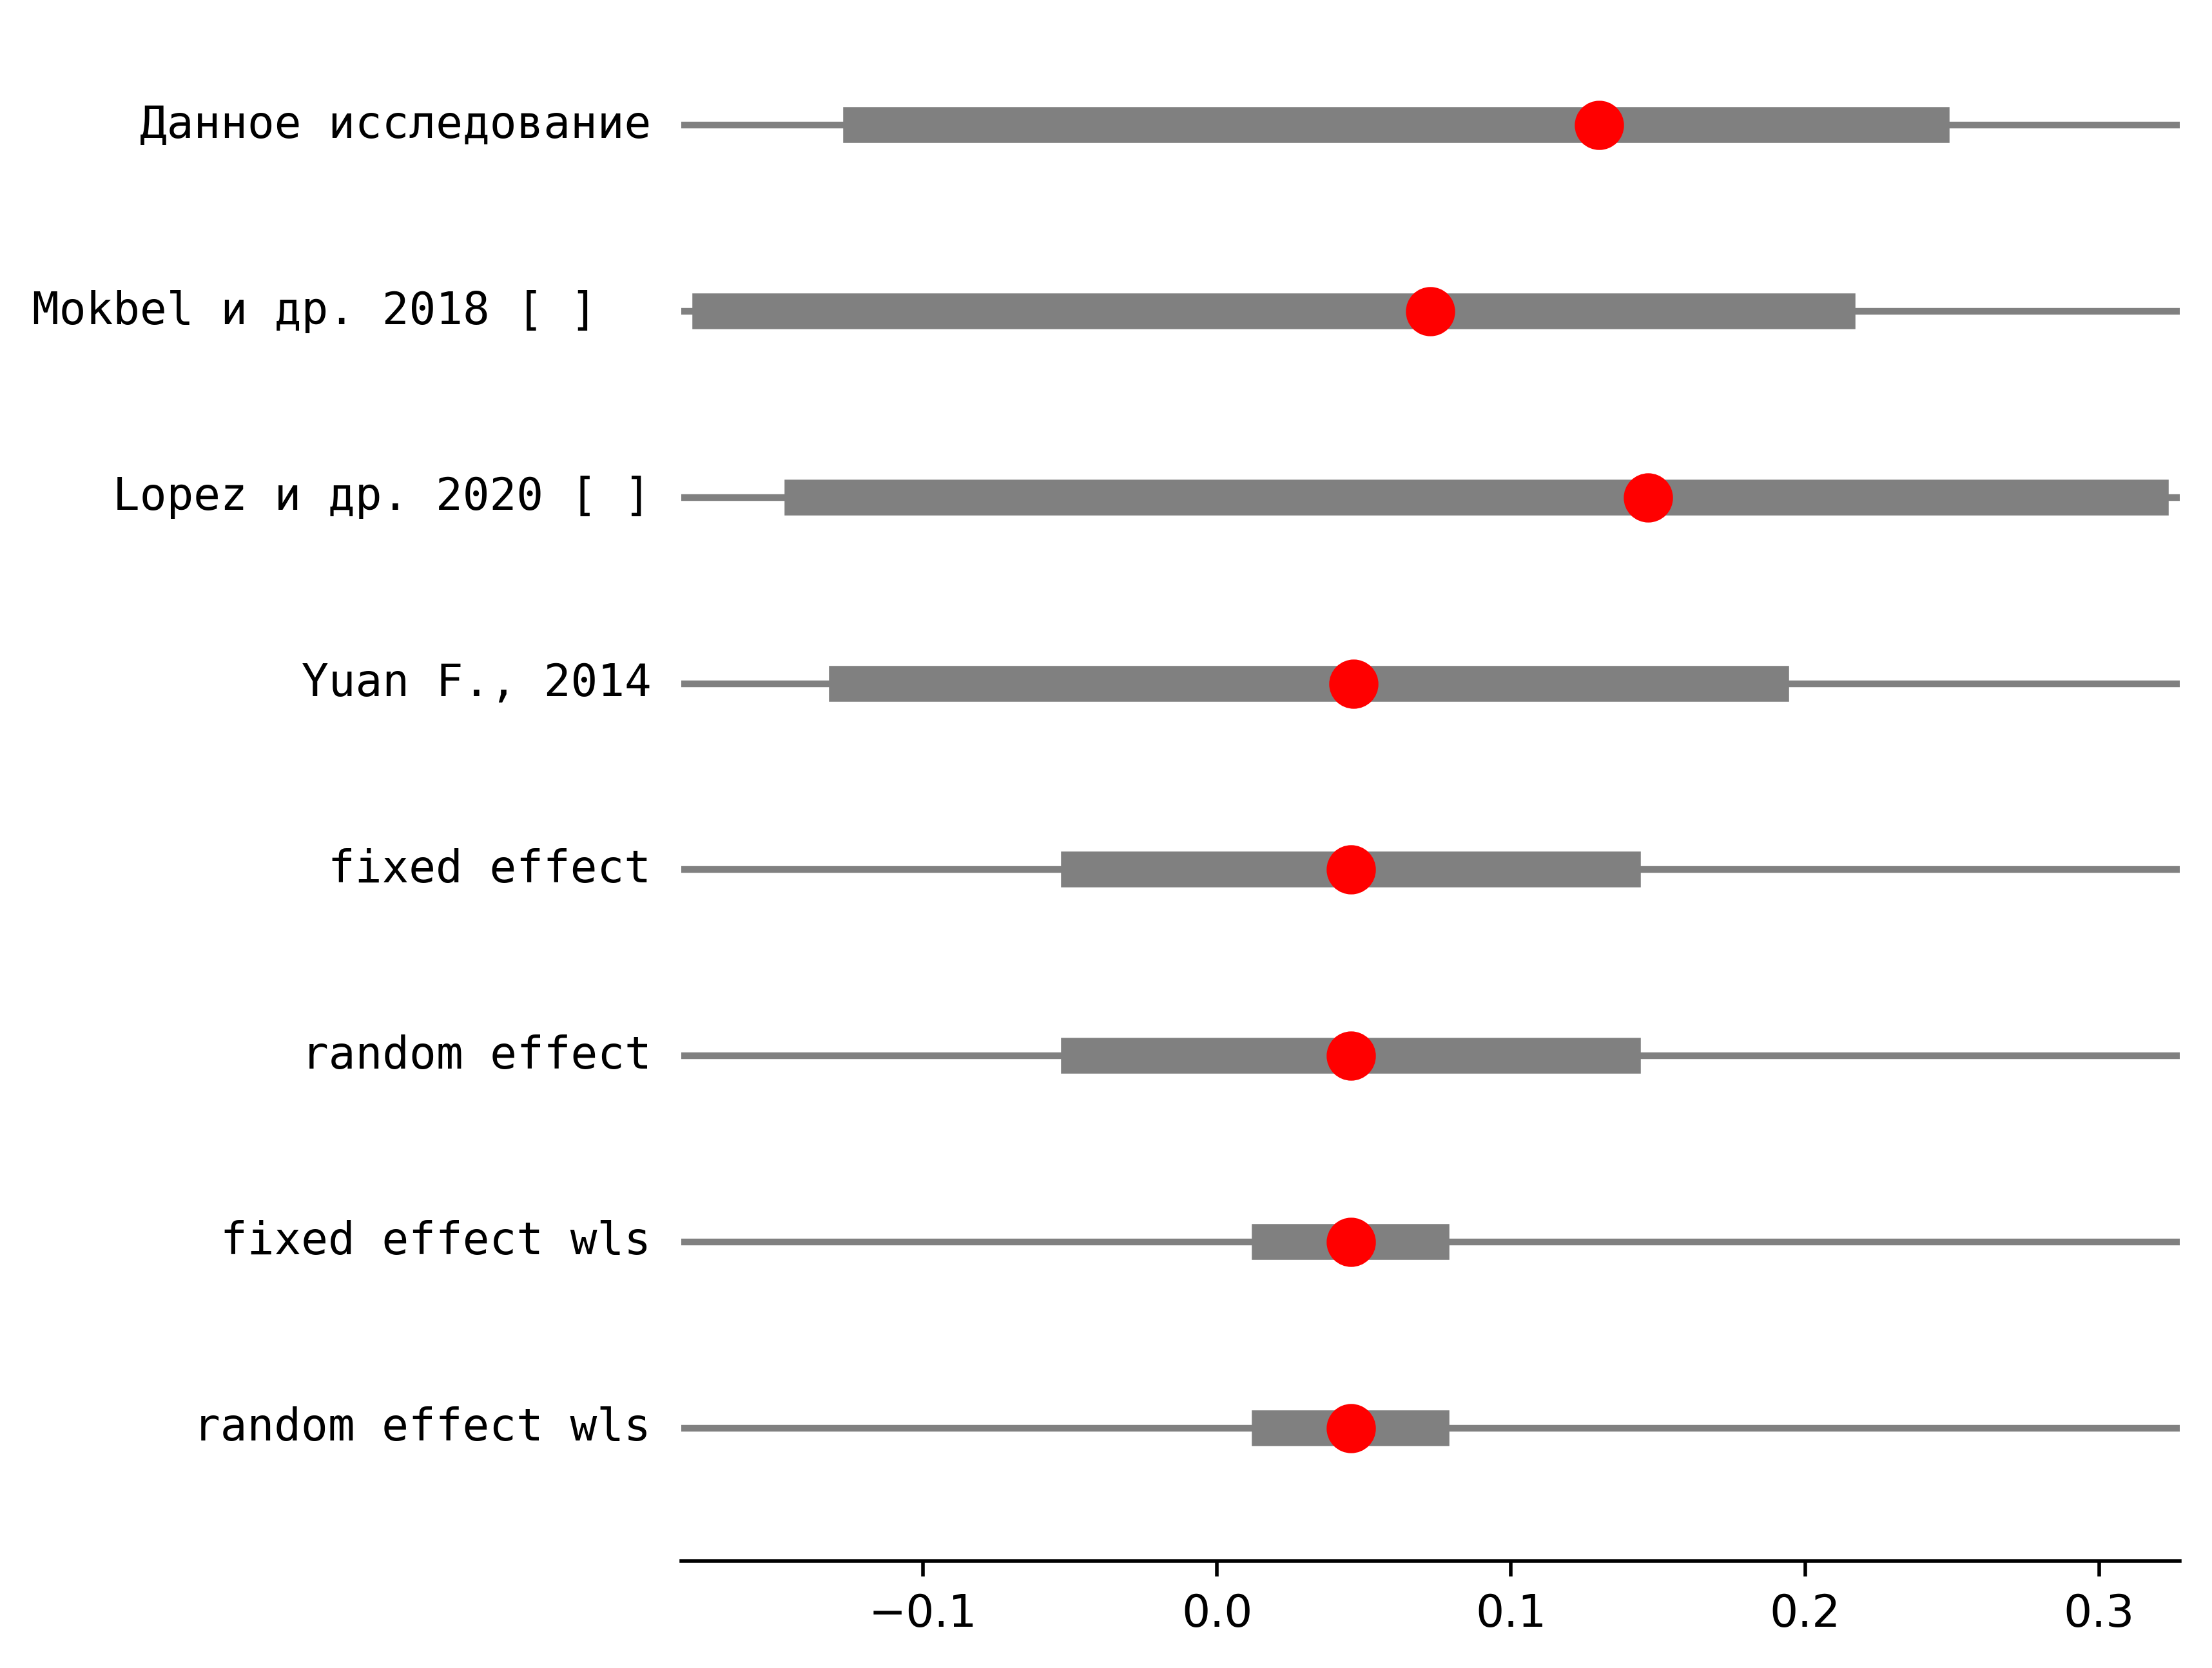 Данное исследование
Mokbel и др. 2018 [ ]
Lopez и др. 2020 [ ]
Yuan F., 2014
fixed effect
random effect
fixed effect wls
random effect wls
−0.1 0.0 0.1 0.2 0.3